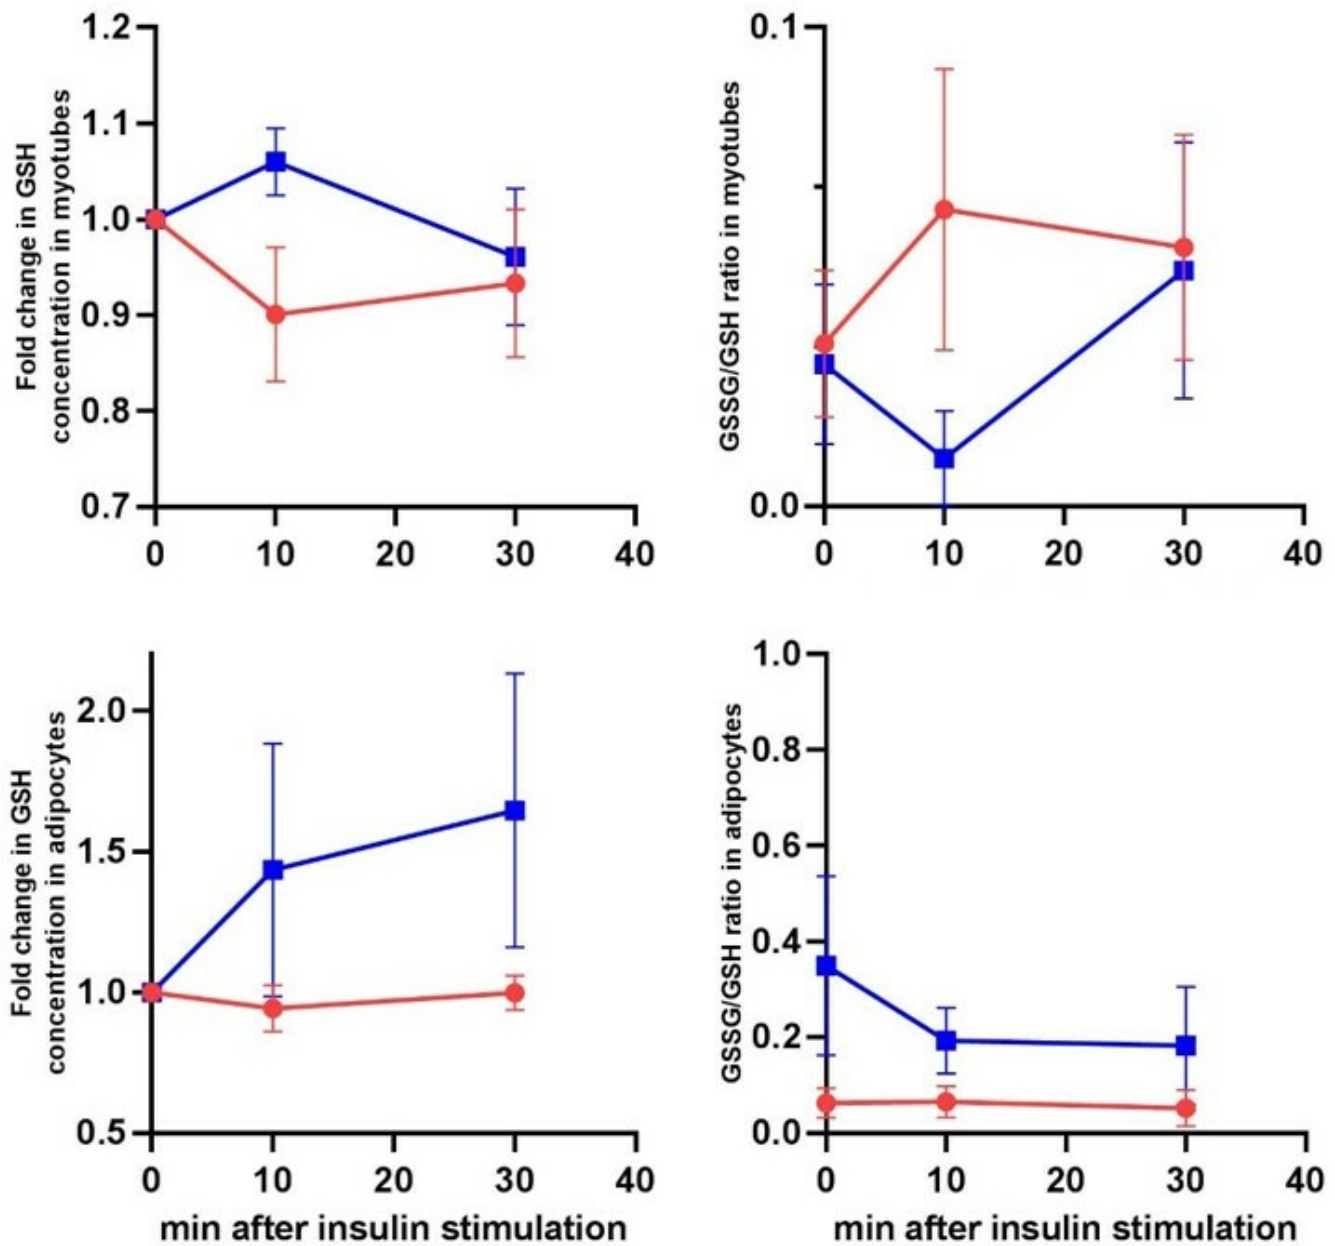 Fold change in GSH
concentration in myotubes
1.2
1.1
1.0
0.9
0.8
0.7
0 10 20 30 40
GSSG/GSH ratio in myotubes
0.1
0.0
0 10 20 30 40
Fold change in GSH
concentration in adipocytes
2.0
1.5
1.0
0.5
0 10 20 30 40
min after insulin stimulation
GSSG/GSH ratio in adipocytes
1.0
0.8
0.6
0.4
0.2
0.0
0 10 20 30 40
min after insulin stimulation